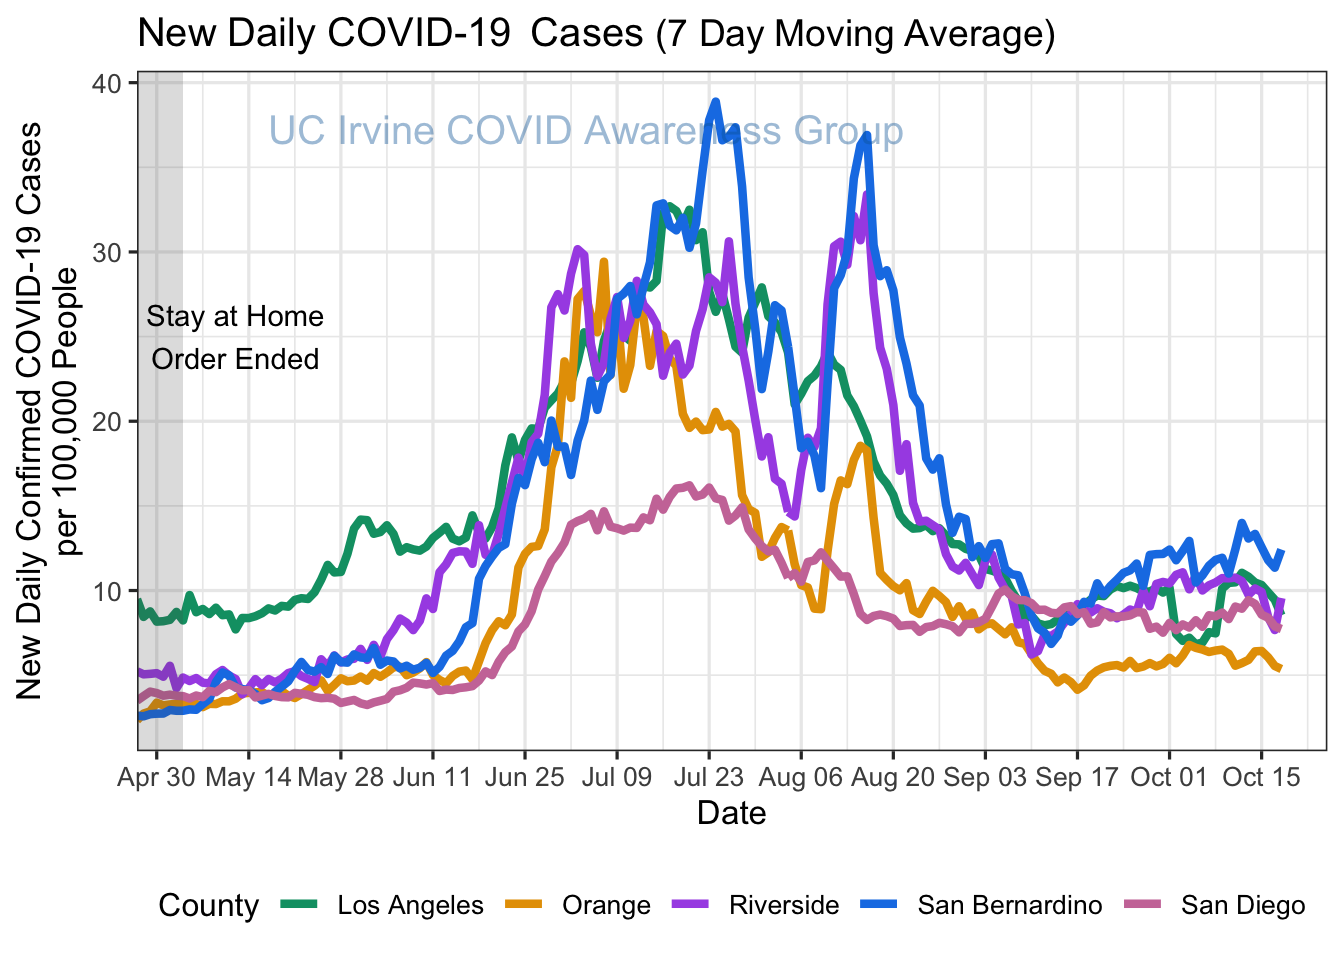 New Daily COVID-19  Cases (7 Day Moving Average)
UC Irvine COVID Awareness Group
New Daily Confirmed COVID-19 Cases
per 100,000 People
40
30
20
10
Stay at Home
Order Ended
Apr 30 May 14 May 28 Jun 11 Jun 25 Jul 09 Jul 23 Aug 06 Aug 20 Sep 03 Sep 17 Oct 01 Oct 15
Date
County Los Angeles Orange Riverside San Bernardino San Diego